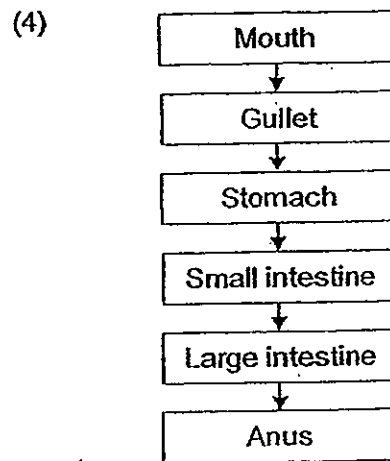 (4)
Mouth
Gullet
Stomach
Small intestine
Large intestine
Anus